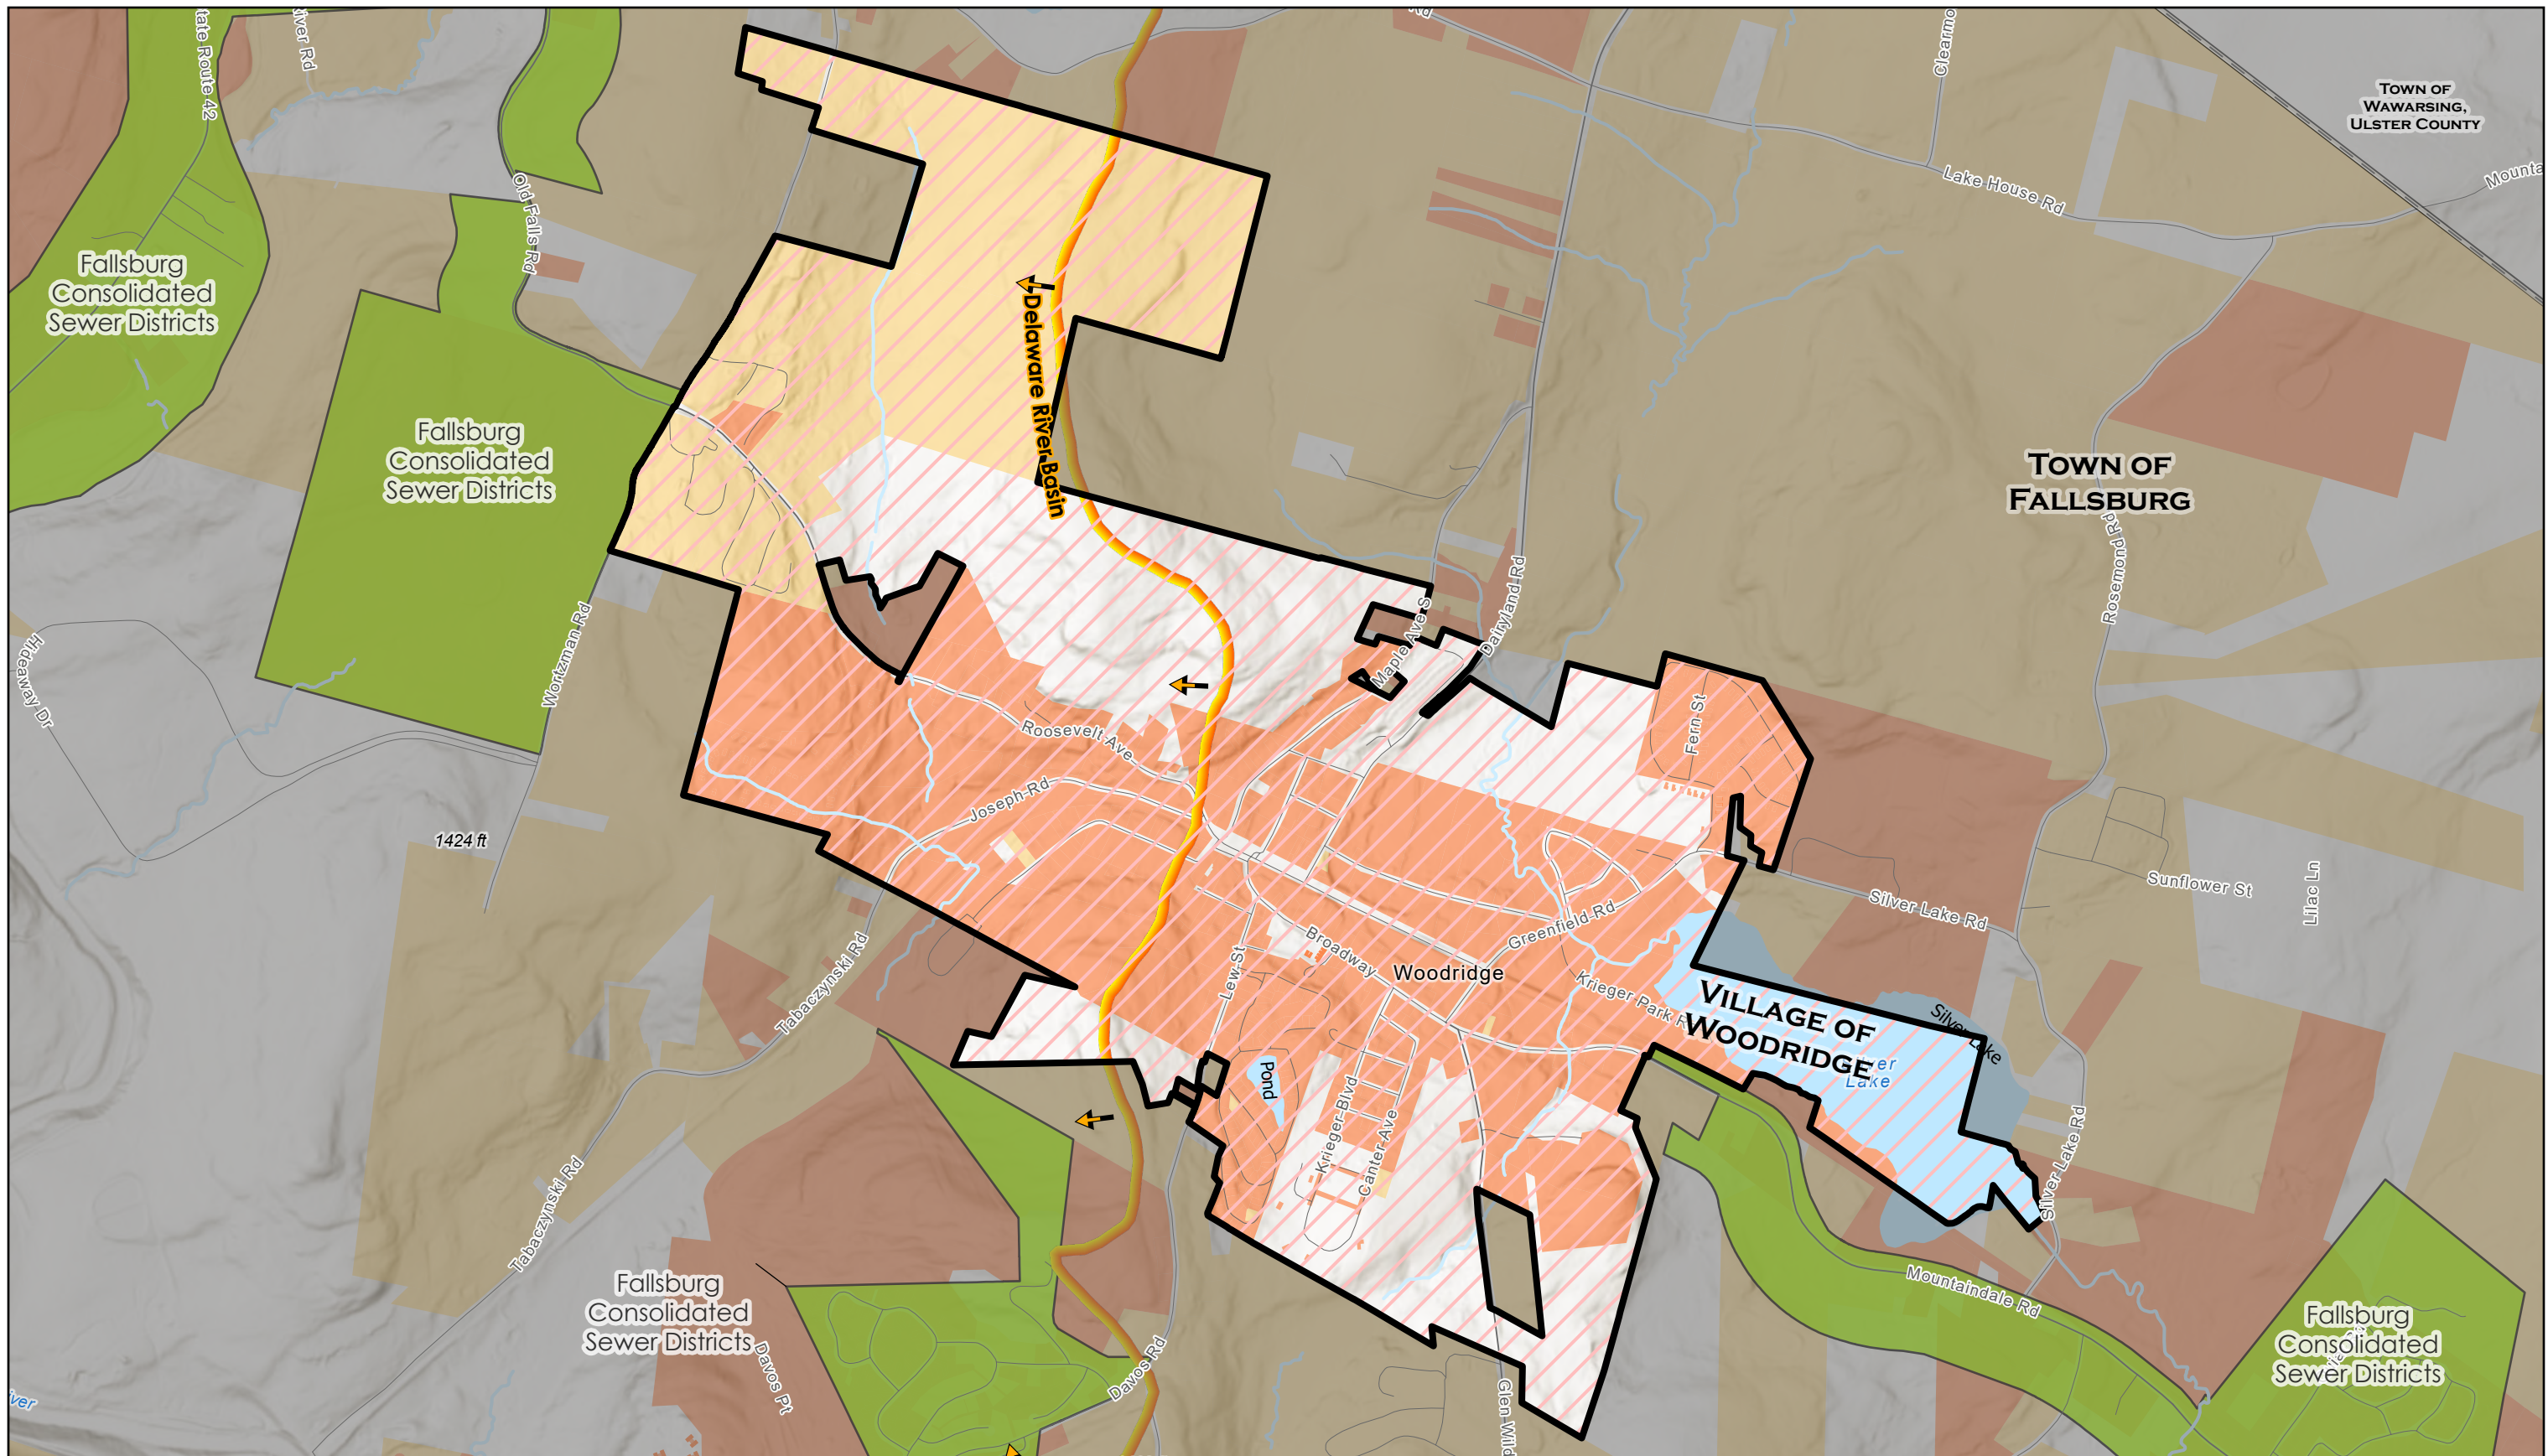 tate Route 42
iver Rd
Rd
Clearmo
Town of
Wawarsing,
Ulster County
Lake House Rd
Mounta
Old Falls Rd
Fallsburg
Consolidated
Sewer Districts
Delaware River Basin
Fallsburg
Consolidated
Sewer Districts
Town of
Fallsburg
Rosemond Rd
Rd
Hideaway Dr
Wortzman Rd
Maple Ave S
Dairyland Rd
Fern St
Roosevelt Ave
Joseph Rd
1424 ft
Sunflower St
Lilac Ln
Silver Lake Rd
Greenfield Rd
Broadway
Lew St
Woodridge
Krieger Park R
Tabaczynski Rd
Village of
Woodridge
Silver Lake
er
Lake
Pond
Krieger Blvd
Canter Ave
Silver Lake Rd
Tabaczynski Rd
Mountaindale Rd
Fallsburg
Consolidated
Sewer Districts
Fallsburg
Consolidated
Sewer Districts
Davos Pt
Davos Rd
Glen Wild
iver